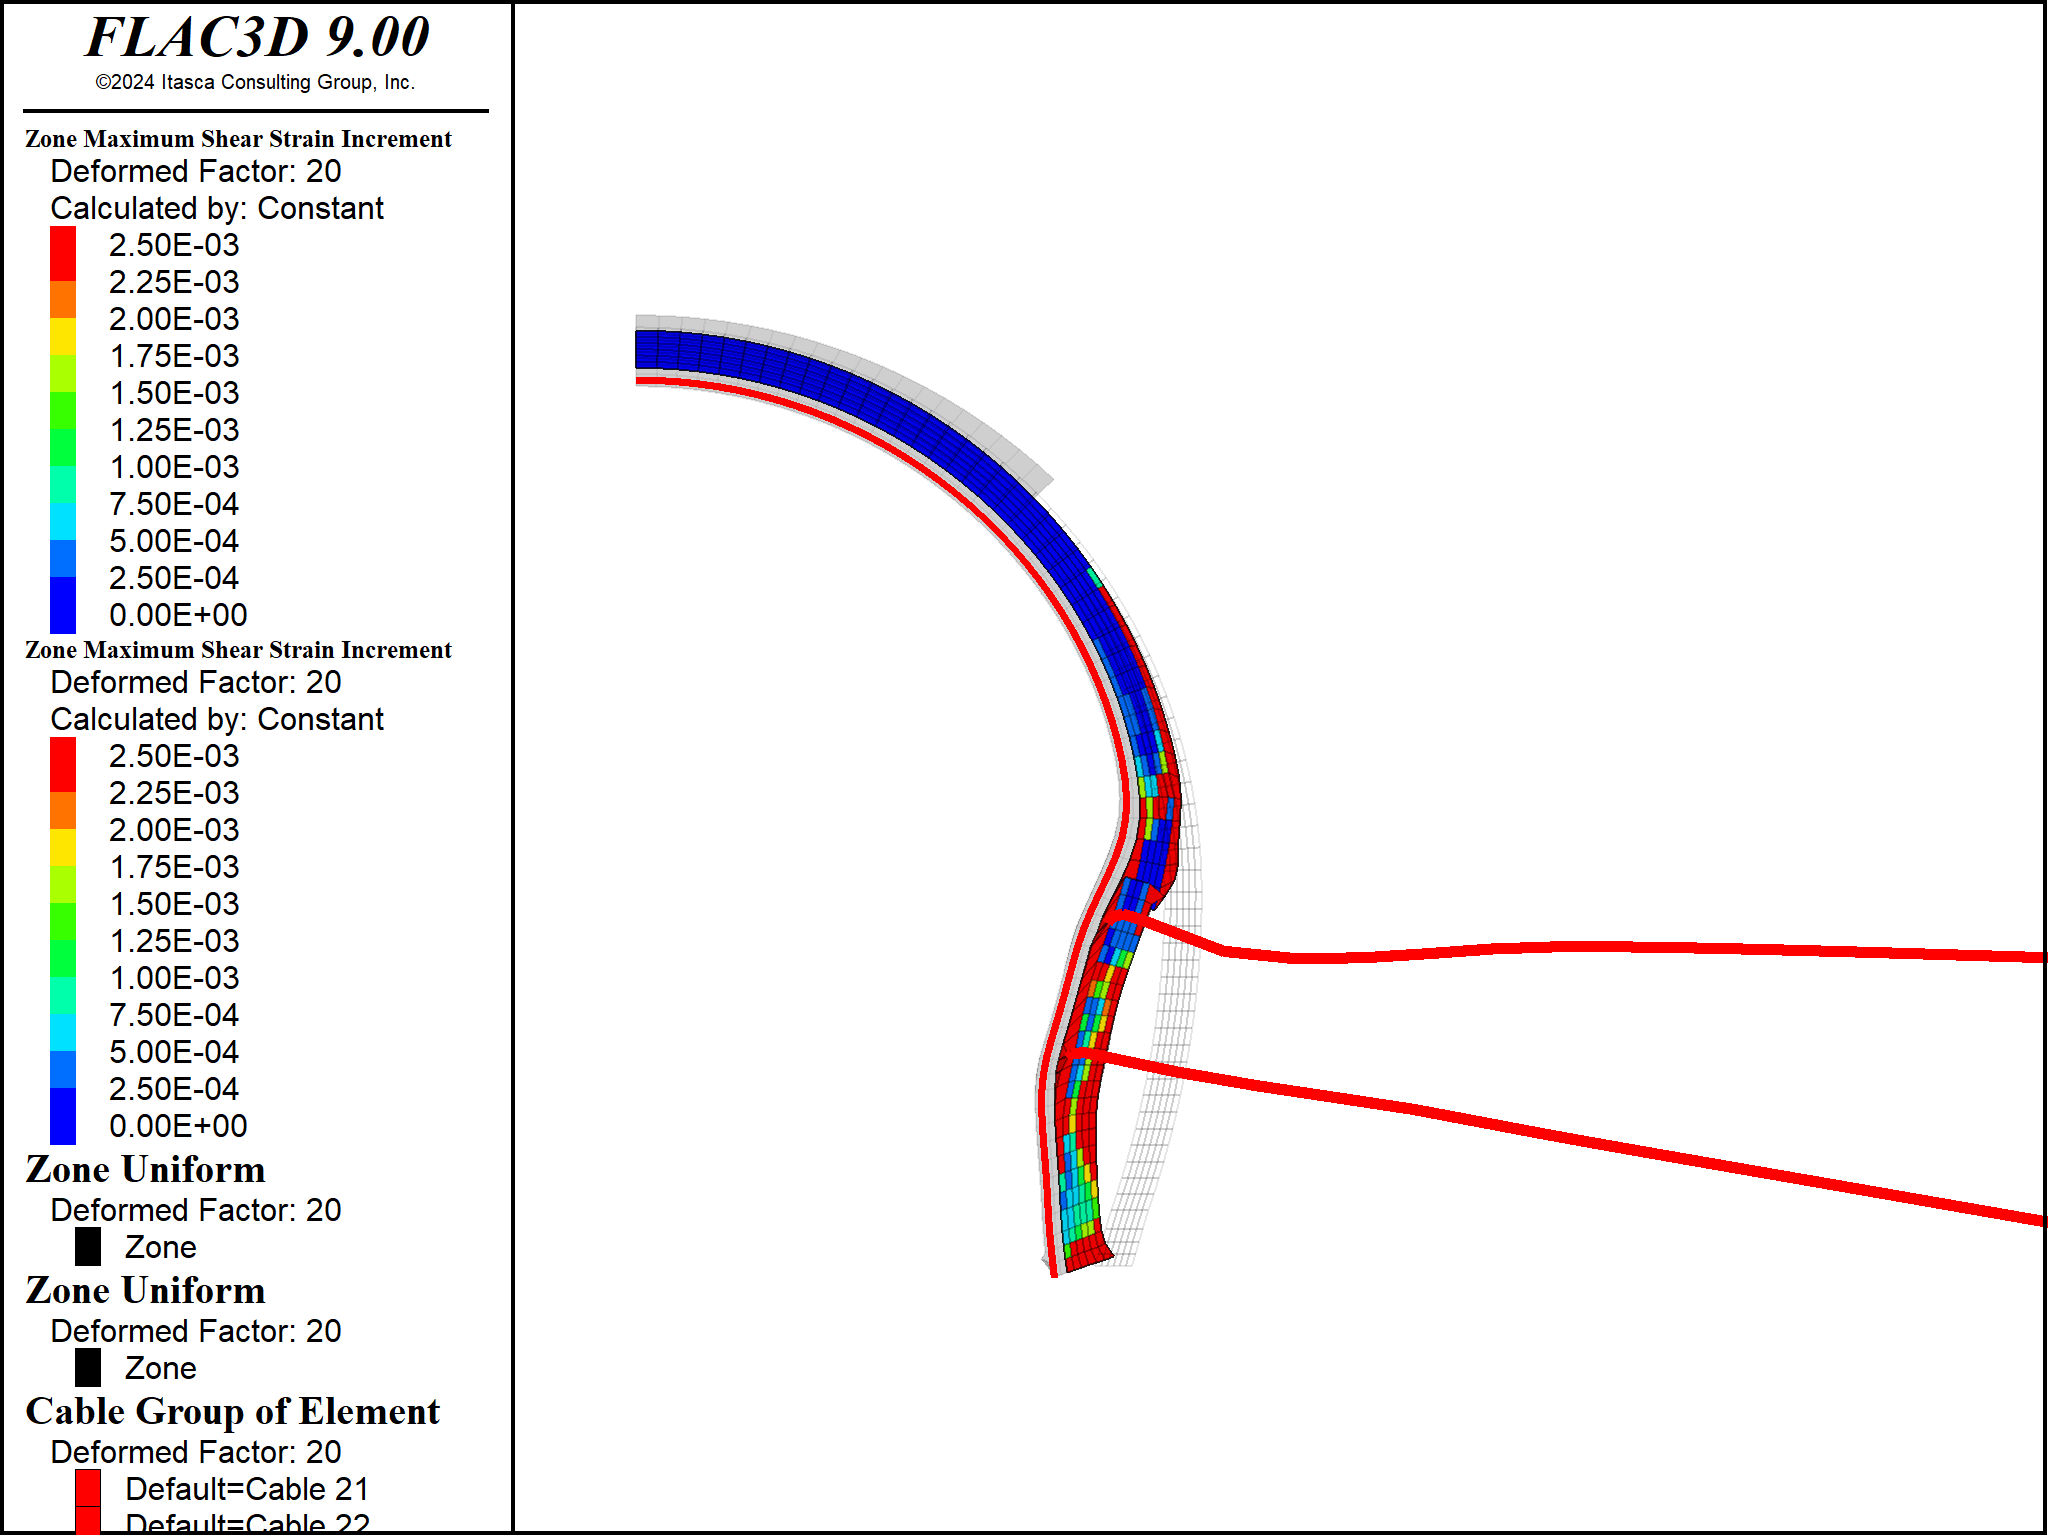 FLAC3D 9.00
©2024 Itasca Consulting Group, Inc.
Zone Maximum Shear Strain Increment
Deformed Factor: 20
Calculated by: Constant
2.50E-03
2.25E-03
2.00E-03
1.75E-03
1.50E-03
1.25E-03
1.00E-03
7.50E-04
5.00E-04
2.50E-04
0.00E+00
Zone Maximum Shear Strain Increment
Deformed Factor: 20
Calculated by: Constant
2.50E-03
2.25E-03
2.00E-03
1.75E-03
1.50E-03
1.25E-03
1.00E-03
7.50E-04
5.00E-04
2.50E-04
0.00E+00
Zone Uniform
Deformed Factor: 20
Zone
Zone Uniform
Deformed Factor: 20
Zone
Cable Group of Element
Deformed Factor: 20
Default=Cable 21
Default=Cable 22